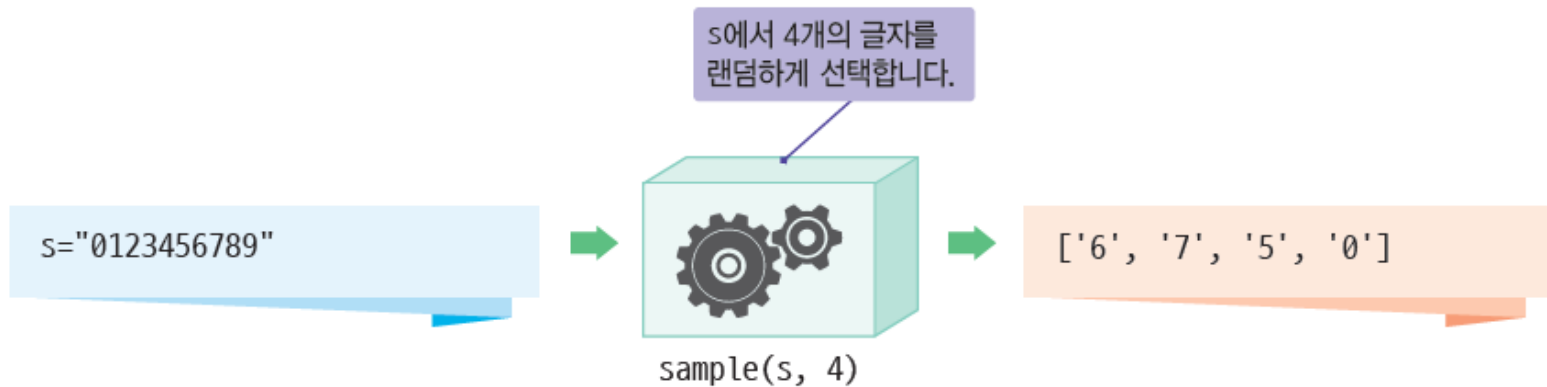 s에서 4개의 글자를
랜덤하게 선택합니다.
s="0123456789"
['6', '7', '5', '0']
sample(s, 4)